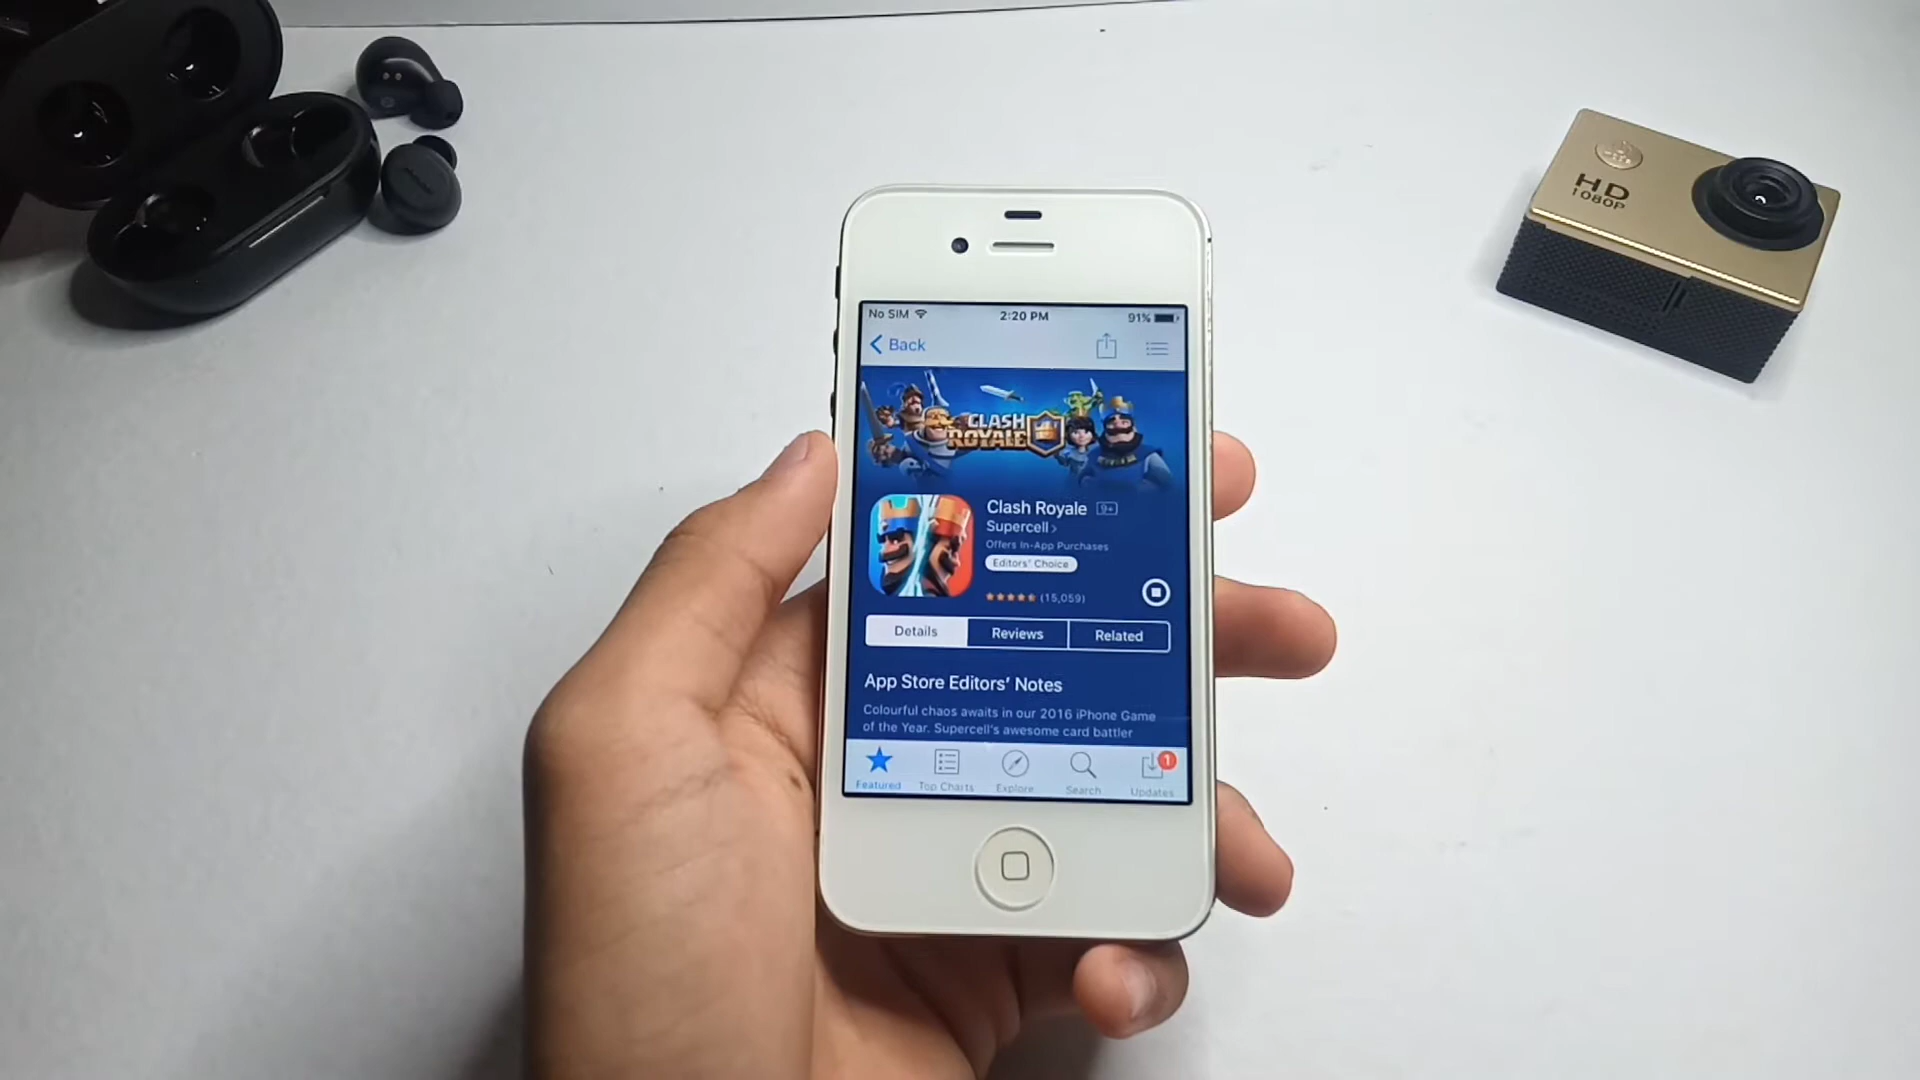 HD
1080P
No SIM
2:20 PM
91%
Back
CLASH
ROYALE
Clash Royale 9+
Supercell
Offers In-App Purchases
Editors' Choice
(15,059)
Details
Reviews
Related
App Store Editors' Notes
Colourful chaos awaits in our 2016 iPhone Game
of the Year. Supercell's awesome card battler
1
Featured
Top Charts
Explore
Search
Updates